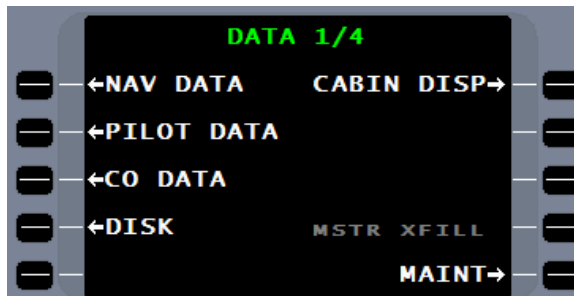 DATA 1/4
←NAV DATA CABIN DISP→
←PILOT DATA
←CO DATA
←DISK MSTR XFILL
MAINT→